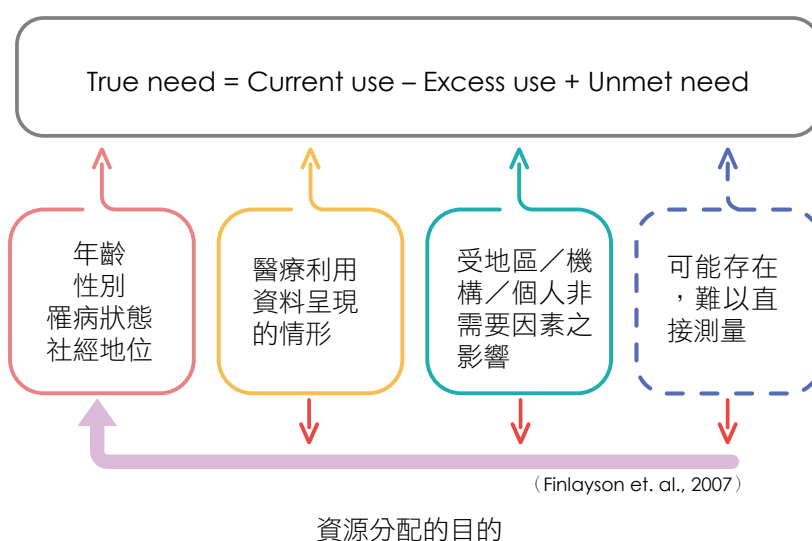 True need = Current use – Excess use + Unmet need
年齡
性別
罹病狀態
社經地位
醫療利用
資料呈現
的情形
受地區／機
構／個人非
需要因素之
影響
可能存在
，難以直
接測量
（Finlayson et. al., 2007）
資源分配的目的